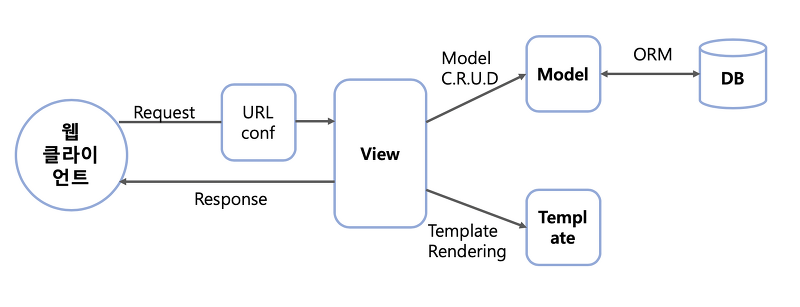 웹
클라이
언트
Request
URL
conf
Response
View
Model
C.R.U.D
Model
ORM
DB
Template
Rendering
Templ
ate